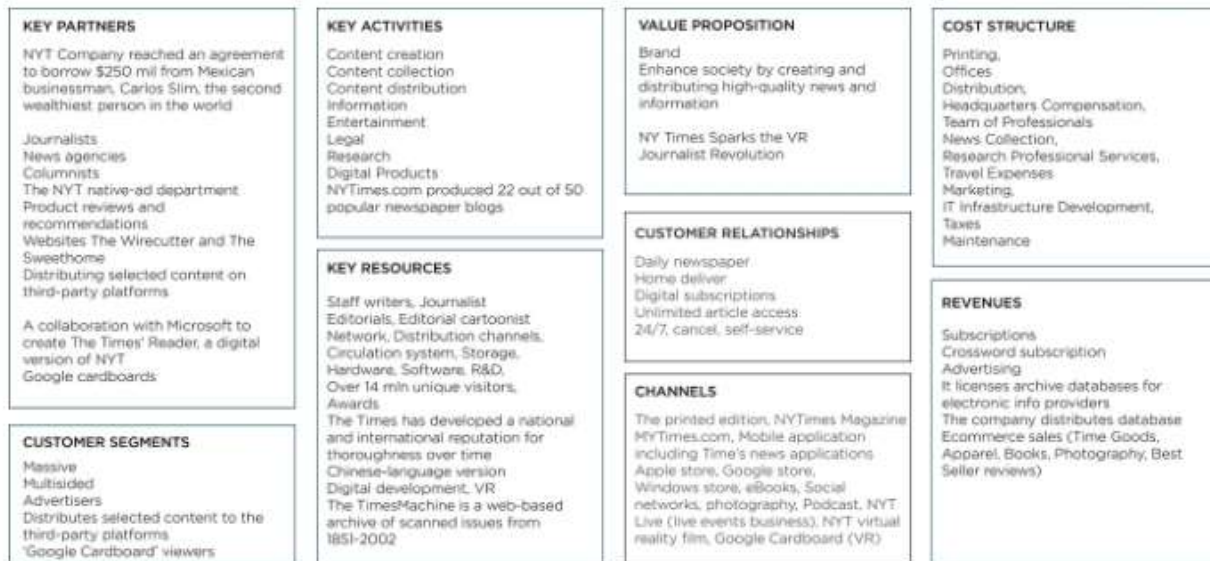 KEY PARTNERS
NYT Company reached an agreement
to borrow $250 mil from Mexican
businessman, Carlos Slim, the second
wealthiest person in the world
Journalists
News agencies
Columnists
The NYT native-ad department
Product reviews and
recommendations
Websites The Wirecutter and The
Sweethome
Distributing selected content on
third-party platforms
A collaboration with Microsoft to
create The Times' Reader, a digital
version of NYT
Google cardboards
CUSTOMER SEGMENTS
Massive
Multisided
Advertisers
Distributes selected content to the
third-party platforms
'Google Cardboard' viewers
KEY ACTIVITIES
Content creation
Content collection
Content distribution
Information
Entertainment
Legal
Research
Digital Products
NYTimes.com produced 22 out of 50
popular newspaper blogs
KEY RESOURCES
Staff writers, Journalist
Editorials, Editorial cartoonist
Network, Distribution channels,
Circulation system, Storage,
Hardware, Software, R&D,
Over 14 mln unique visitors,
Awards
The Times has developed a national
and international reputation for
thoroughness over time
Chinese-language version
Digital development, VR
The TimesMachine is a web-based
archive of scanned issues from
1851-2002
VALUE PROPOSITION
Brand
Enhance society by creating and
distributing high-quality news and
information
NY Times Sparks the VR
Journalist Revolution
CUSTOMER RELATIONSHIPS
Daily newspaper
Home deliver
Digital subscriptions
Unlimited article access
24/7, cancel, self-service
CHANNELS
The printed edition, NYTimes Magazine
MYTimes.com, Mobile application
including Time's news applications
Apple store, Google store,
Windows store, eBooks, Social
networks, photography, Podcast, NYT
Live (live events business), NYT virtual
reality film, Google Cardboard (VR)
COST STRUCTURE
Printing,
Offices
Distribution,
Headquarters Compensation,
Team of Professionals
News Collection,
Research Professional Services,
Travel Expenses
Marketing,
IT Infrastructure Development,
Taxes
Maintenance
REVENUES
Subscriptions
Crossword subscription
Advertising
It licenses archive databases for
electronic info providers
The company distributes database
Ecommerce sales (Time Goods,
Apparel, Books, Photography, Best
Seller reviews)